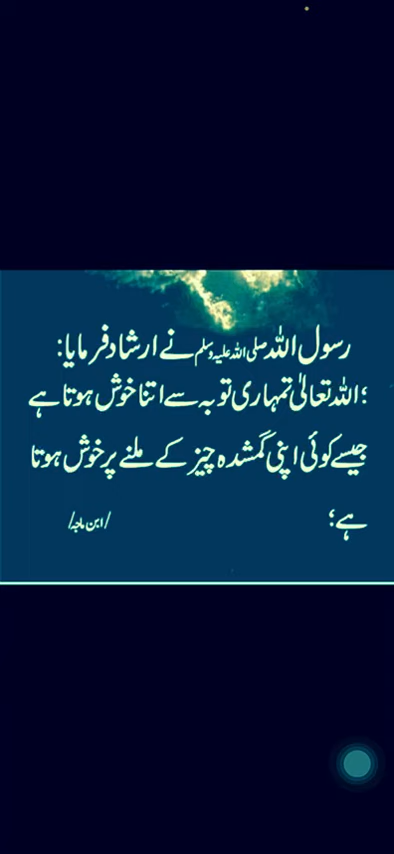 رسول اللہ صلی اللہ علیہ وسلم نے ارشاد فرمایا:
؛اللہ تعالیٰ تمہاری توبہ سے اتنا خوش ہوتا ہے
جیسے کوئی اپنی گمشدہ چیز کے ملنے پر خوش ہوتا
ہے؛ /ابن ماجہ/